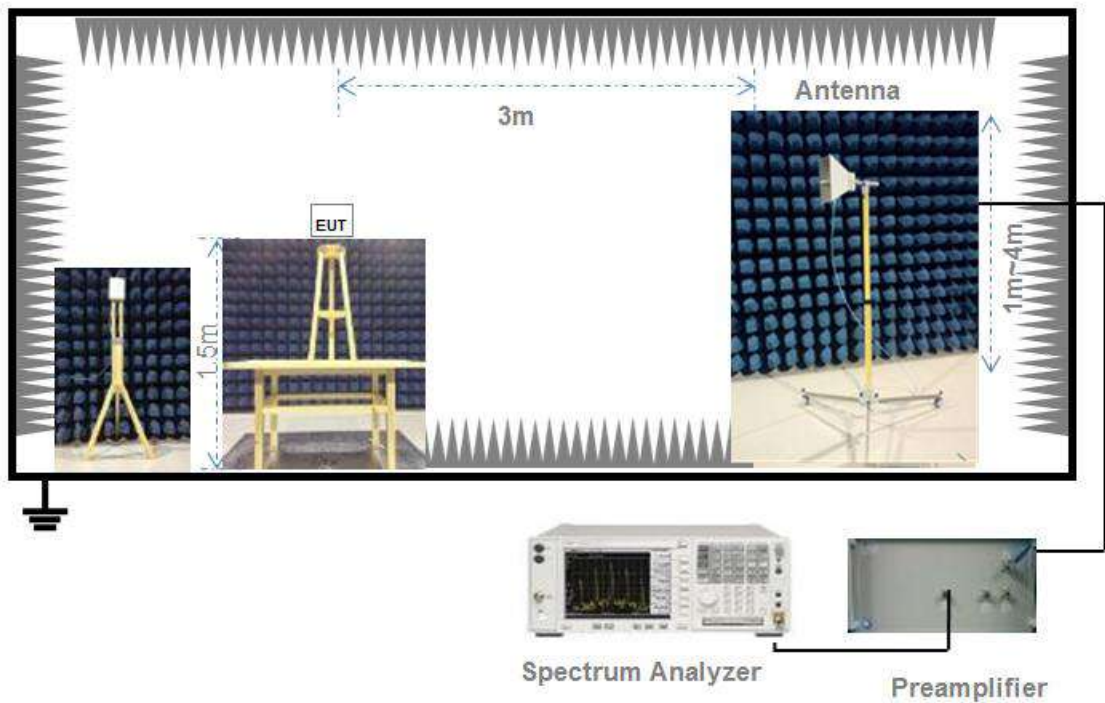 Antenna
3m
EUT
1m~4m
1.5m
Spectrum Analyzer
Preamplifier